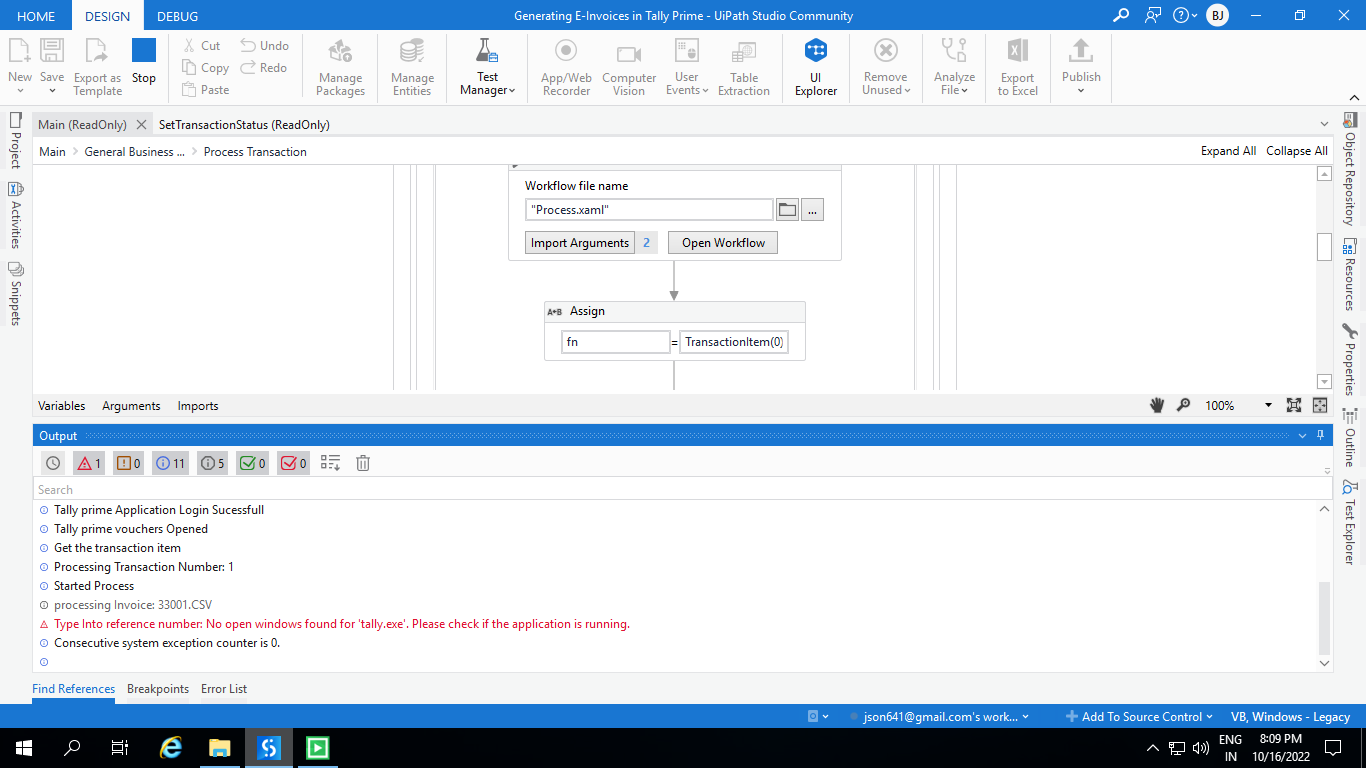 HOME DESIGN DEBUG Generating E-Invoices in Tally Prime - UiPath Studio Community BJ
New Save Export as Template Stop Cut Copy Paste Undo Redo Manage Packages Manage Entities Test Manager App/Web Recorder Computer Vision User Events Table Extraction UI Explorer Remove Unused Analyze File Export to Excel Publish
Main (ReadOnly) SetTransactionStatus (ReadOnly)
Main General Business ... Process Transaction Expand All Collapse All
Project
Activities
Snippets
Workflow file name
"Process.xaml" ...
Import Arguments 2 Open Workflow
A+B Assign
fn = TransactionItem(0)
Object Repository
Resources
Properties
Outline
Test Explorer
Variables Arguments Imports 100%
Output
1 0 11 5 0 0
Search
Tally prime Application Login Sucessfull
Tally prime vouchers Opened
Get the transaction item
Processing Transaction Number: 1
Started Process
processing Invoice: 33001.CSV
Type Into reference number: No open windows found for 'tally.exe'. Please check if the application is running.
Consecutive system exception counter is 0.
Find References Breakpoints Error List
json641@gmail.com's work... Add To Source Control VB, Windows - Legacy
ENG 8:09 PM
IN 10/16/2022